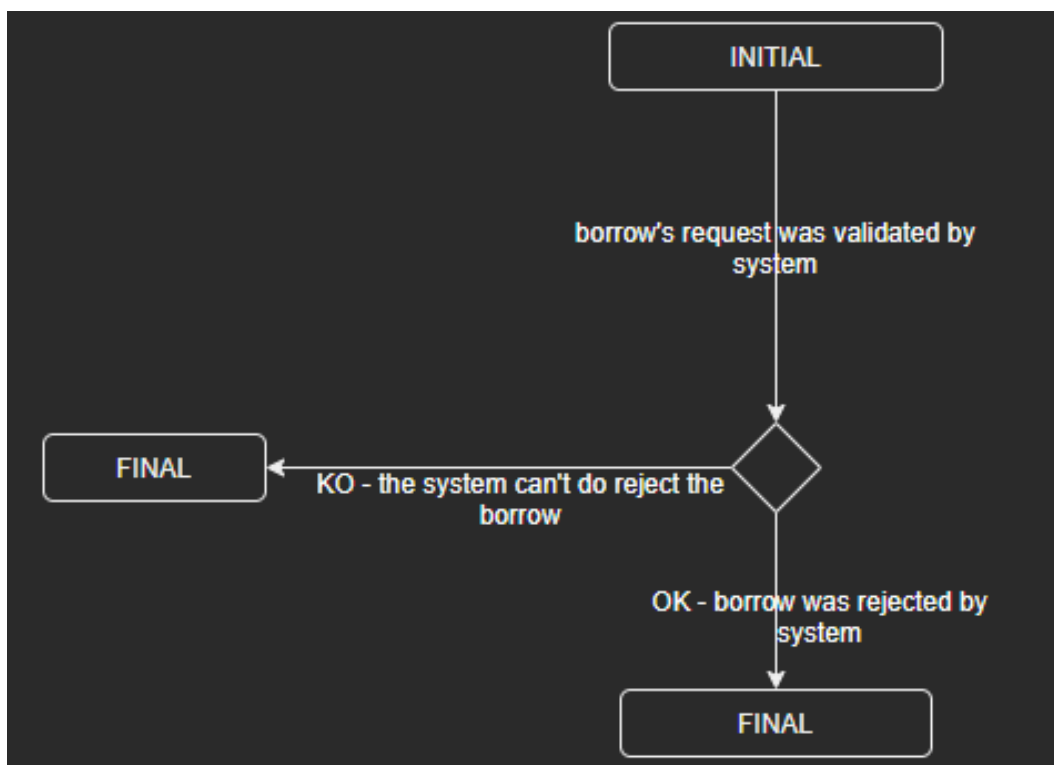 INITIAL
borrow's request was validated by
system
FINAL
KO - the system can't do reject the
borrow
OK - borrow was rejected by
system
FINAL